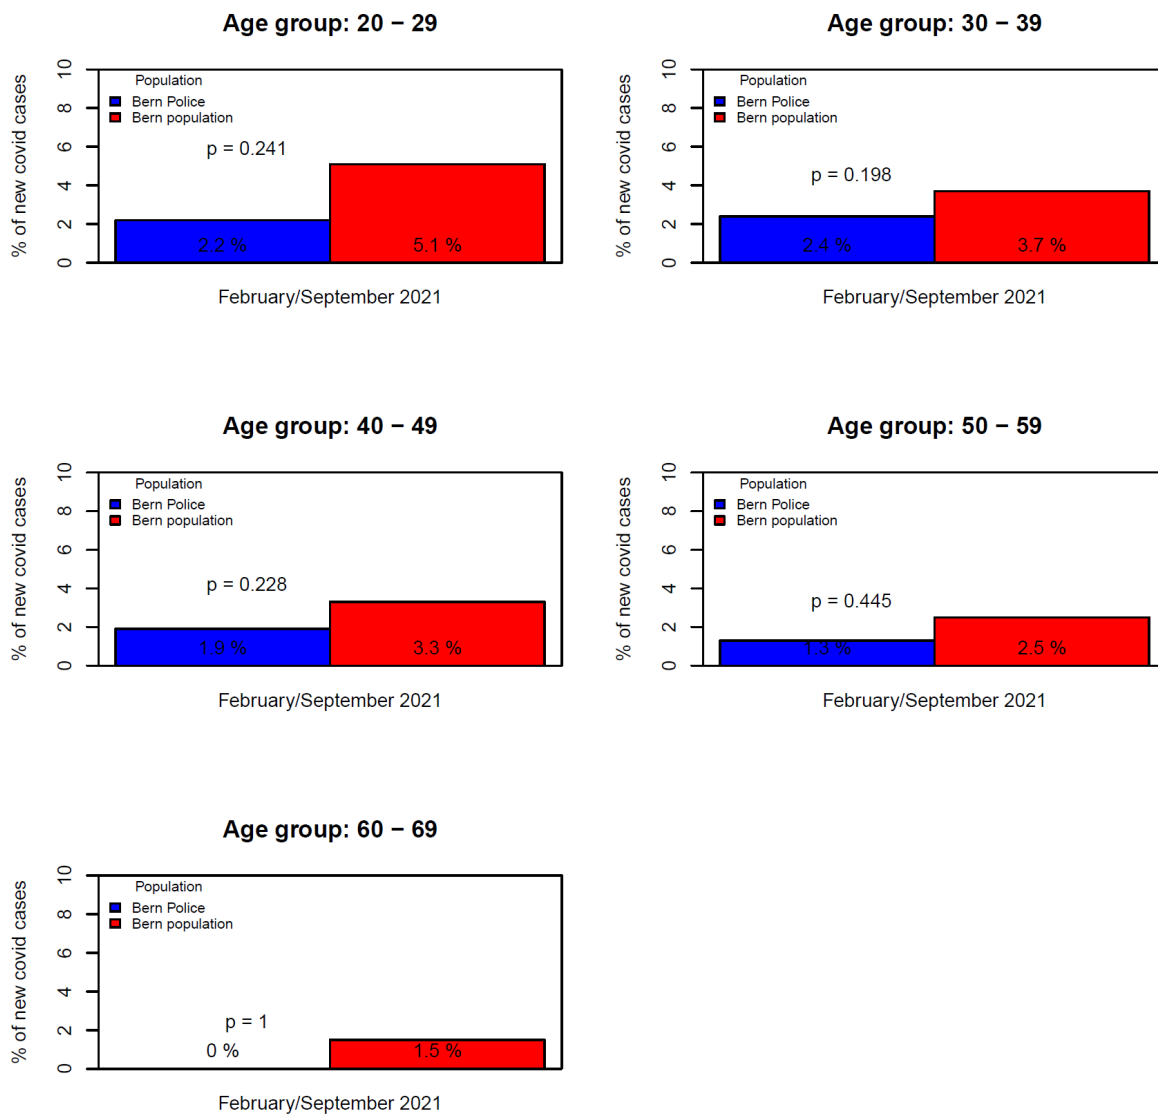 Age group: 20 − 29
% of new covid cases
0 2 4 6 8 10
Population
Bern Police
Bern population
p = 0.241
2.2 %
5.1 %
February/September 2021
Age group: 30 − 39
% of new covid cases
0 2 4 6 8 10
Population
Bern Police
Bern population
p = 0.198
2.4 %
3.7 %
February/September 2021
Age group: 40 − 49
% of new covid cases
0 2 4 6 8 10
Population
Bern Police
Bern population
p = 0.228
1.9 %
3.3 %
February/September 2021
Age group: 50 − 59
% of new covid cases
0 2 4 6 8 10
Population
Bern Police
Bern population
p = 0.445
1.3 %
2.5 %
February/September 2021
Age group: 60 − 69
% of new covid cases
0 2 4 6 8 10
Population
Bern Police
Bern population
p = 1
0 %
1.5 %
February/September 2021